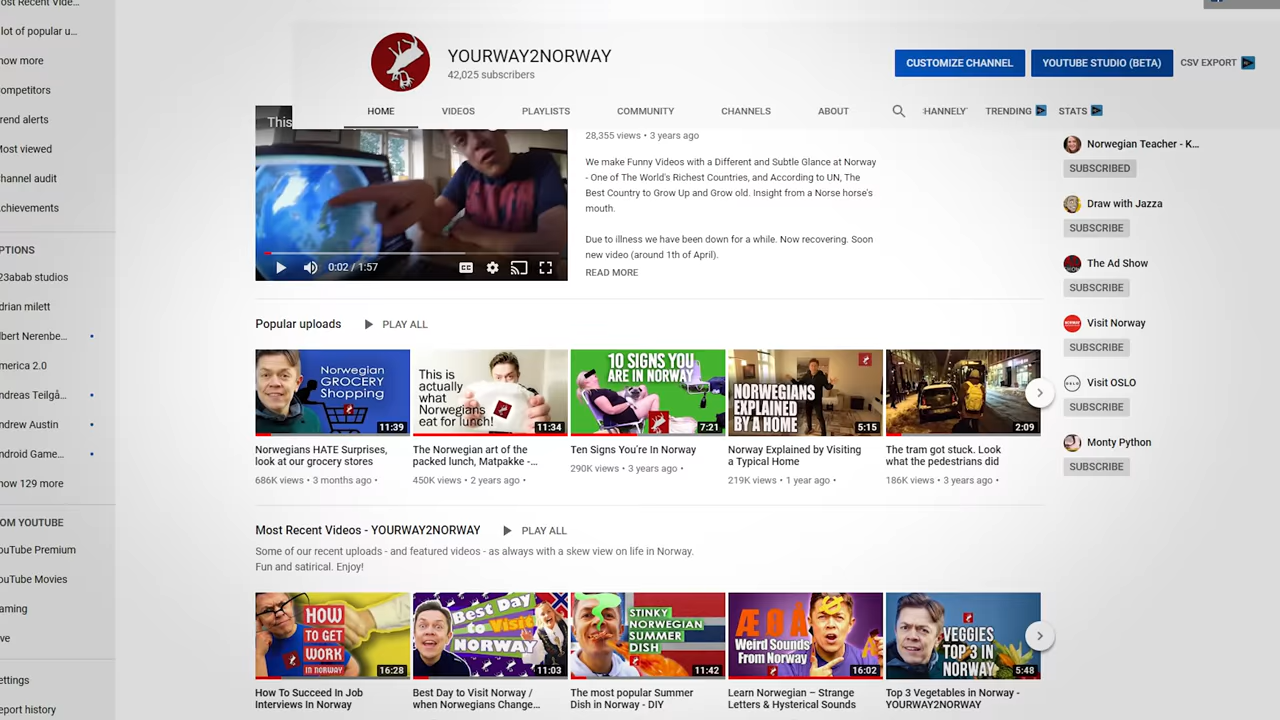 ost Recent Vide...
lot of popular u...
how more
ompetitors
rend alerts
Most viewed
hannel audit
chievements
PTIONS
23abab studios
drian milett
lbert Nerenbe...
merica 2.0
ndreas Teilgå...
ndrew Austin
ndroid Game...
how 129 more
OM YOUTUBE
ouTube Premium
ouTube Movies
aming
ve
ettings
eport history
YOURWAY2NORWAY
42,025 subscribers
CUSTOMIZE CHANNEL
YOUTUBE STUDIO (BETA)
CSV EXPORT
HOME VIDEOS PLAYLISTS COMMUNITY CHANNELS ABOUT CHANNELY TRENDING STATS
This
0:02 / 1:57
28,355 views • 3 years ago
We make Funny Videos with a Different and Subtle Glance at Norway
- One of The World's Richest Countries, and According to UN, The
Best Country to Grow Up and Grow old. Insight from a Norse horse's
mouth.
Due to illness we have been down for a while. Now recovering. Soon
new video (around 1th of April).
READ MORE
Norwegian Teacher - K...
SUBSCRIBED
Draw with Jazza
SUBSCRIBE
The Ad Show
SUBSCRIBE
Visit Norway
SUBSCRIBE
Visit OSLO
SUBSCRIBE
Monty Python
SUBSCRIBE
Popular uploads PLAY ALL
Norwegian
GROCERY
Shopping
11:39
Norwegians HATE Surprises,
look at our grocery stores
686K views • 3 months ago •
This is
actually
what
Norwegians
eat for lunch!
11:34
The Norwegian art of the
packed lunch, Matpakke -...
450K views • 2 years ago •
10 SIGNS YOU
ARE IN NORWAY
7:21
Ten Signs You're In Norway
290K views • 3 years ago •
NORWEGIANS
EXPLAINED
BY A HOME
5:15
Norway Explained by Visiting
a Typical Home
219K views • 1 year ago •
2:09
The tram got stuck. Look
what the pedestrians did
186K views • 3 years ago •
Most Recent Videos - YOURWAY2NORWAY PLAY ALL
Some of our recent uploads - and featured videos - as always with a skew view on life in Norway.
Fun and satirical. Enjoy!
HOW
TO GET
WORK
IN NORWAY
16:28
How To Succeed In Job
Interviews In Norway
Best Day
to Visit
NORWAY
11:03
Best Day to Visit Norway /
when Norwegians Change...
STINKY
NORWEGIAN
SUMMER
DISH
11:42
The most popular Summer
Dish in Norway - DIY
Æ Ø Å
Weird Sounds
From Norway
16:02
Learn Norwegian – Strange
Letters & Hysterical Sounds
VEGGIES
TOP 3 IN
NORWAY
5:48
Top 3 Vegetables in Norway -
YOURWAY2NORWAY